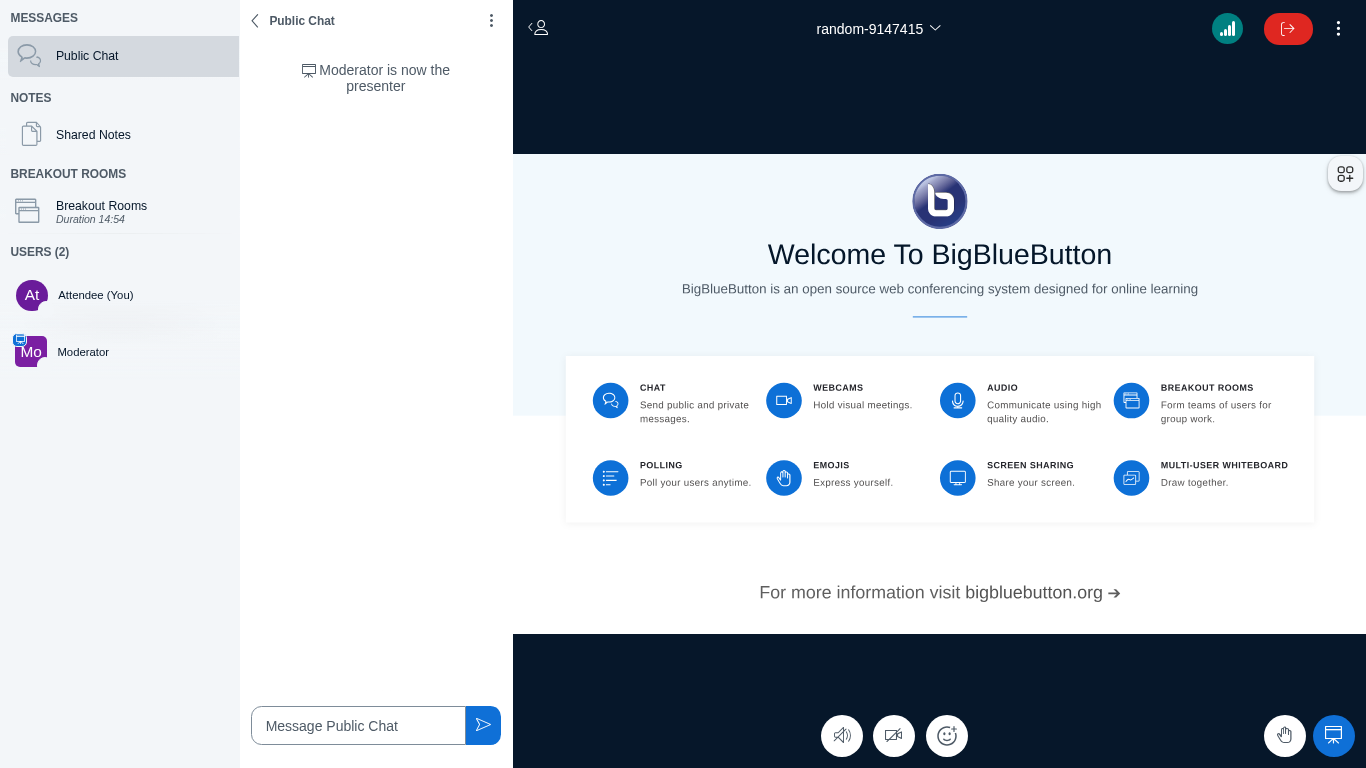 MESSAGES
Public Chat
NOTES
Shared Notes
BREAKOUT ROOMS
Breakout Rooms
Duration 14:54
USERS (2)
At
Attendee (You)
Mo
Moderator
Public Chat
Moderator is now the
presenter
Message Public Chat
random-9147415
Welcome To BigBlueButton
BigBlueButton is an open source web conferencing system designed for online learning
CHAT
Send public and private
messages.
WEBCAMS
Hold visual meetings.
AUDIO
Communicate using high
quality audio.
BREAKOUT ROOMS
Form teams of users for
group work.
POLLING
Poll your users anytime.
EMOJIS
Express yourself.
SCREEN SHARING
Share your screen.
MULTI-USER WHITEBOARD
Draw together.
For more information visit bigbluebutton.org →